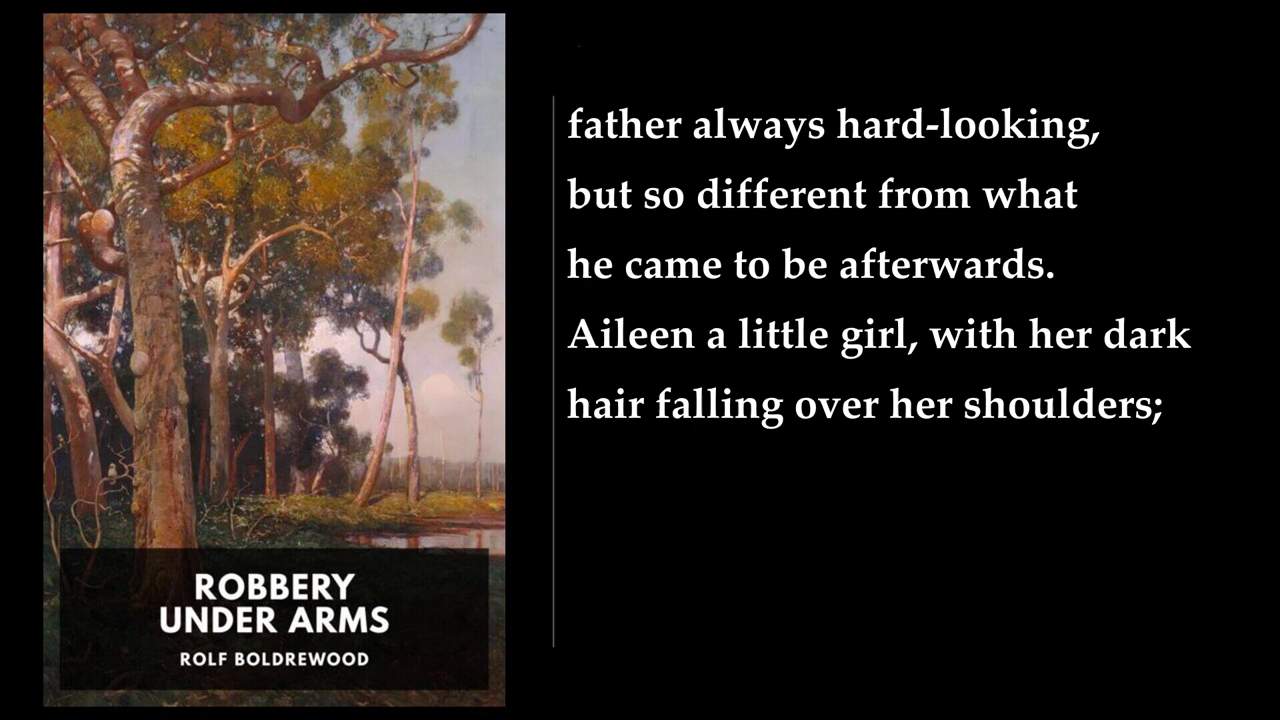 father always hard-looking,
but so different from what
he came to be afterwards.
Aileen a little girl, with her dark
hair falling over her shoulders;
ROBBERY
UNDER ARMS
ROLF BOLDREWOOD